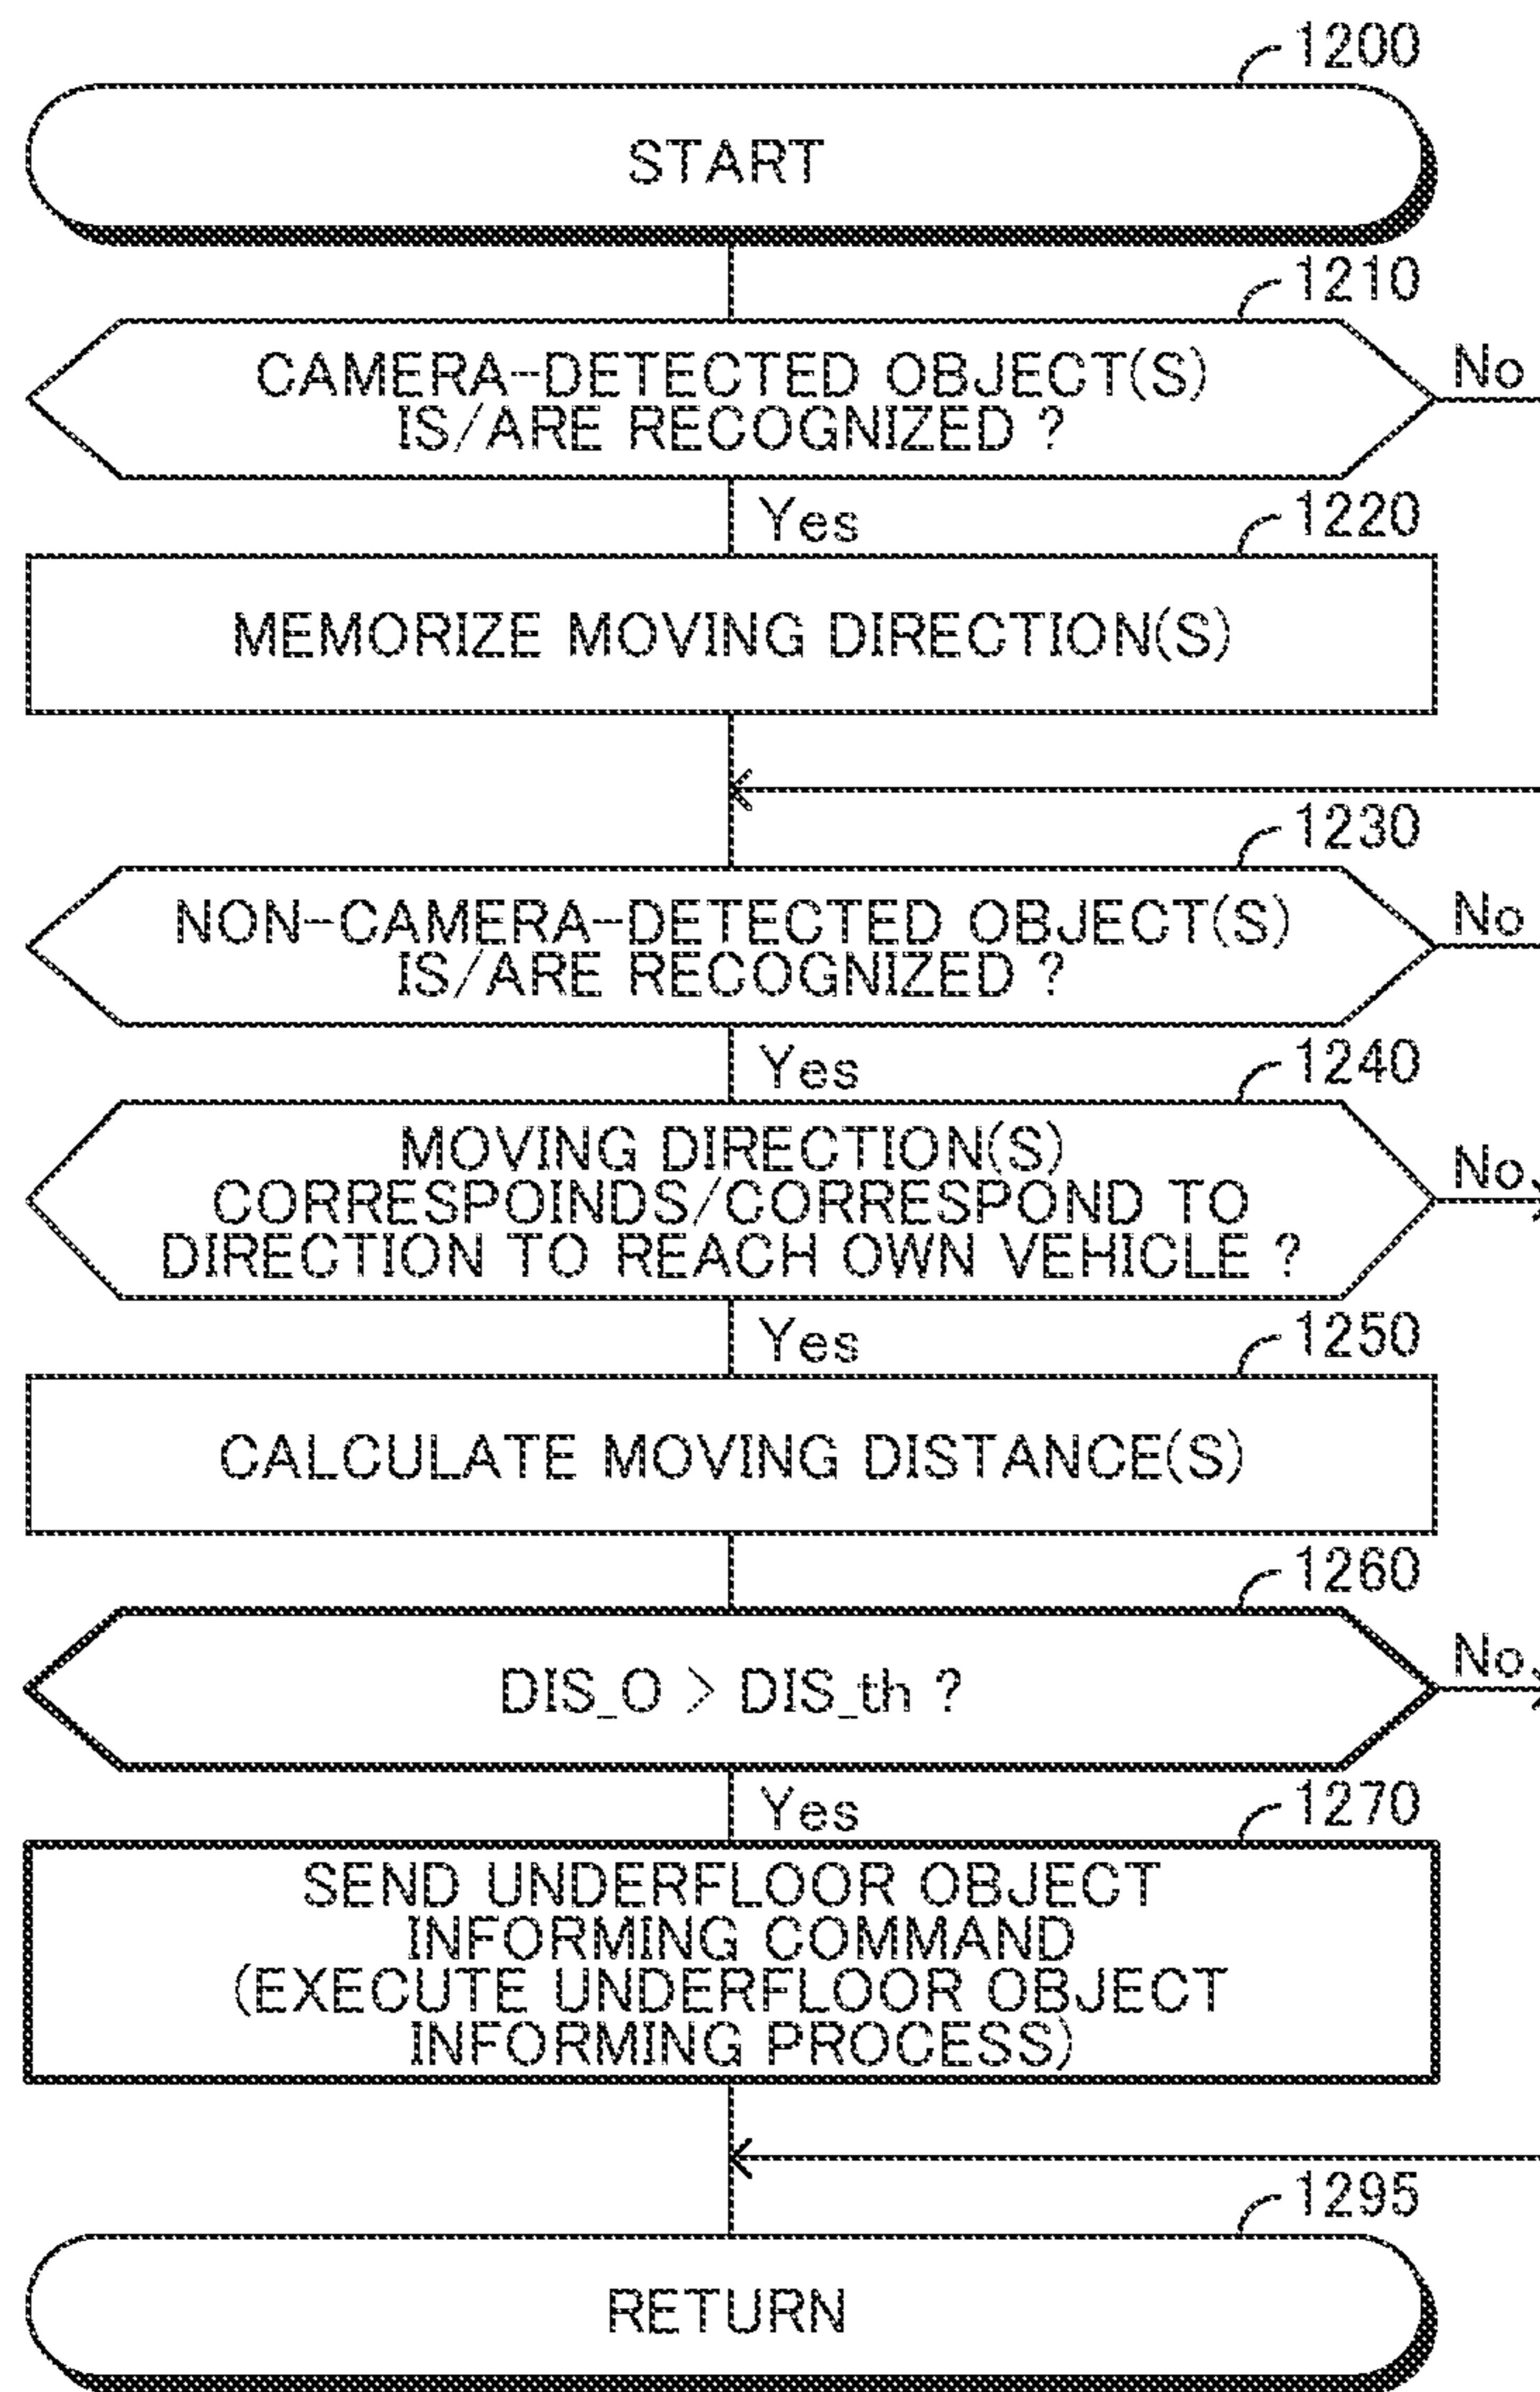 1200
START
1210
CAMERA-DETECTED OBJECT(S)
IS/ARE RECOGNIZED ?
No
Yes
1220
MEMORIZE MOVING DIRECTION(S)
1230
NON-CAMERA-DETECTED OBJECT(S)
IS/ARE RECOGNIZED ?
No
Yes
1240
MOVING DIRECTION(S)
CORRESPOINDS/CORRESPOND TO
DIRECTION TO REACH OWN VEHICLE ?
No
Yes
1250
CALCULATE MOVING DISTANCE(S)
1260
DIS_O > DIS_th ?
No
Yes
1270
SEND UNDERFLOOR OBJECT
INFORMING COMMAND
(EXECUTE UNDERFLOOR OBJECT
INFORMING PROCESS)
1295
RETURN